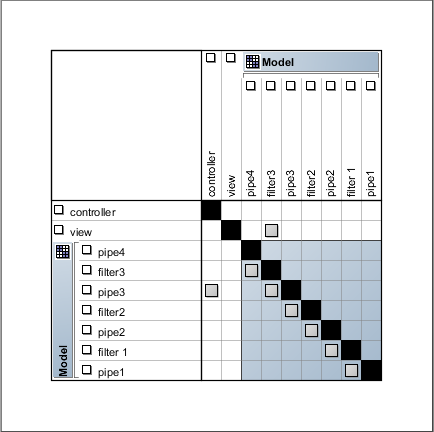 Model
controller
view
pipe4
filter3
pipe3
filter2
pipe2
filter 1
pipe1
controller
view
Model
pipe4
filter3
pipe3
filter2
pipe2
filter 1
pipe1